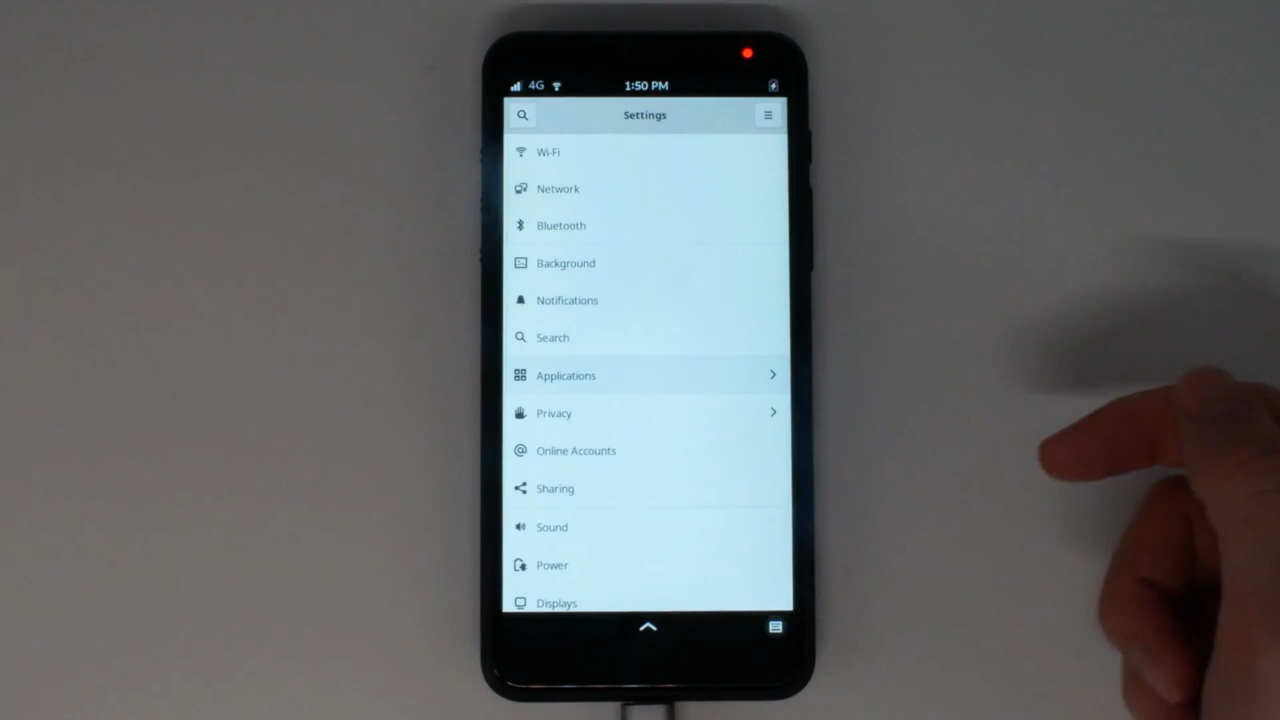 4G 1:50 PM
Settings
Wi-Fi
Network
Bluetooth
Background
Notifications
Search
Applications
Privacy
Online Accounts
Sharing
Sound
Power
Displays